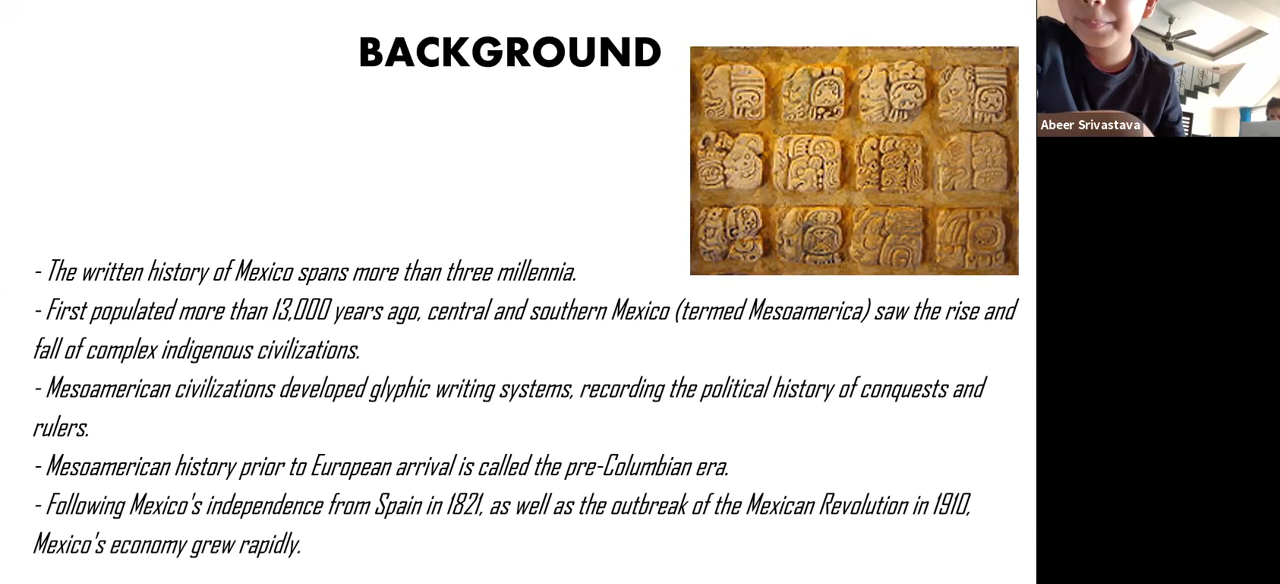 BACKGROUND
Abeer Srivastava
- The written history of Mexico spans more than three millennia.
- First populated more than 13,000 years ago, central and southern Mexico (termed Mesoamerica) saw the rise and
fall of complex indigenous civilizations.
- Mesoamerican civilizations developed glyphic writing systems, recording the political history of conquests and
rulers.
- Mesoamerican history prior to European arrival is called the pre-Columbian era.
- Following Mexico's independence from Spain in 1821, as well as the outbreak of the Mexican Revolution in 1910,
Mexico's economy grew rapidly.